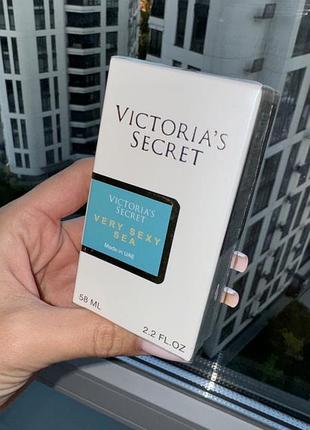 VICTORIA'S
SECRET
VICTORIA'S
SECRET
VERY SEXY
SEA
Made in UAE
58 ML
2.2 FL.OZ